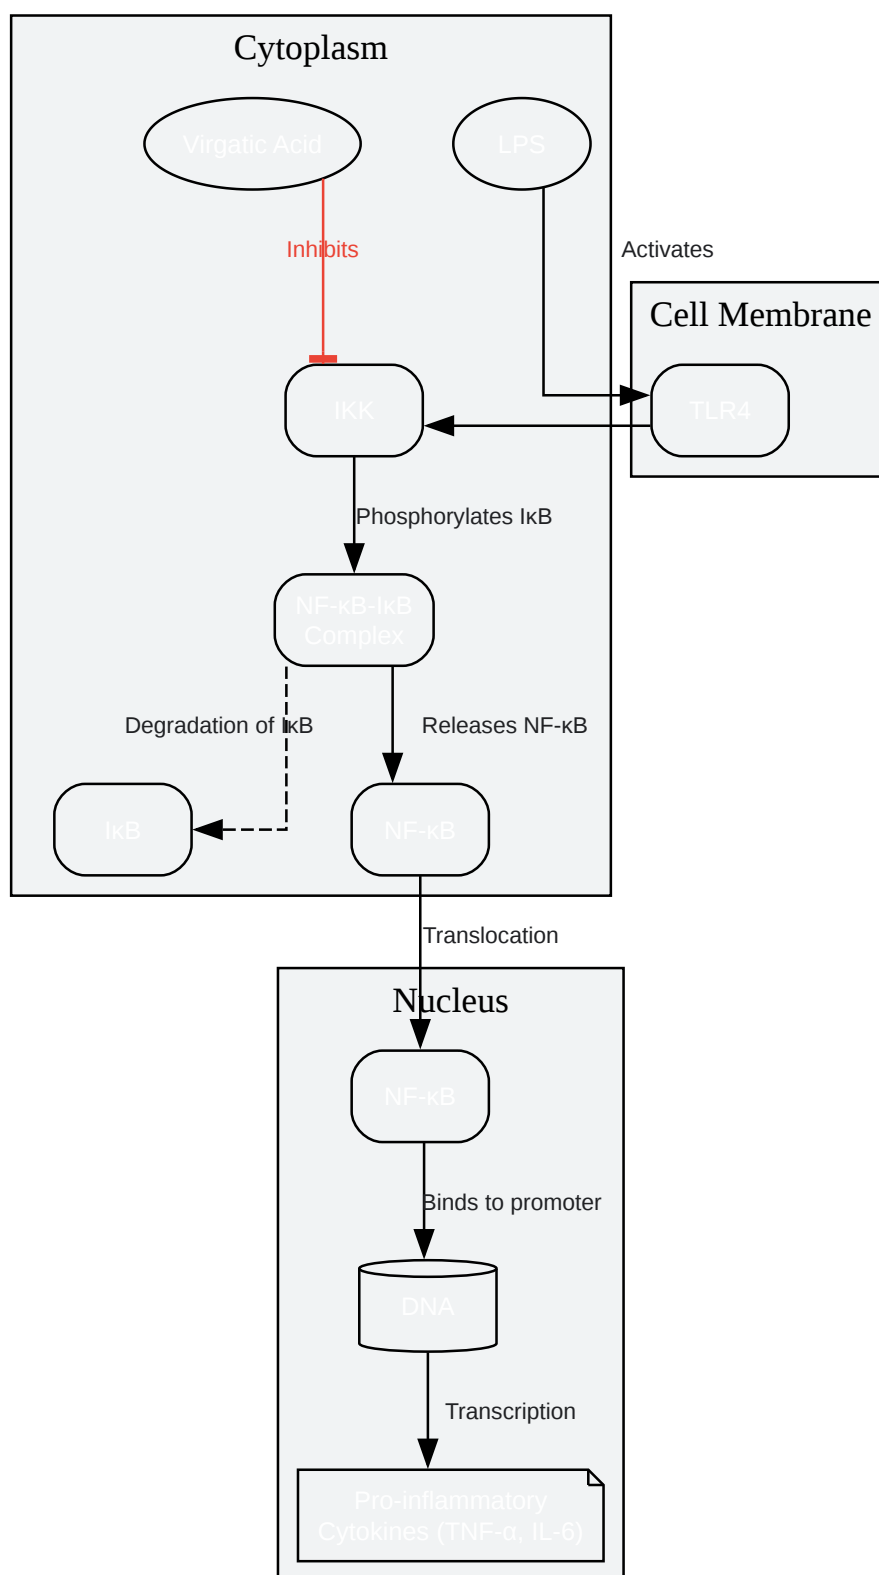 Cytoplasm
Virgatic Acid
LPS
Inhibits
Activates
Cell Membrane
IKK
TLR4
Phosphorylates IκB
NF-κB-IκB
Complex
Degradation of IκB
Releases NF-κB
IκB
NF-κB
Translocation
Nucleus
NF-κB
Binds to promoter
DNA
Transcription
Pro-inflammatory
Cytokines (TNF-α, IL-6)